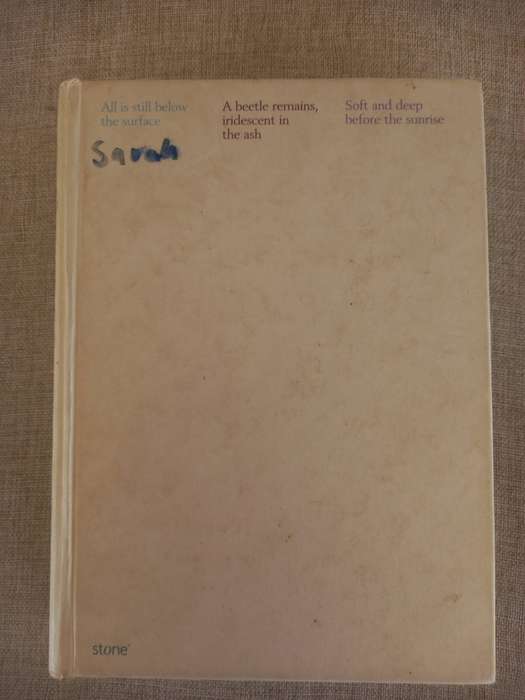 All is still below
the surface
A beetle remains,
iridescent in
the ash
Soft and deep
before the sunrise
Sarah
stone